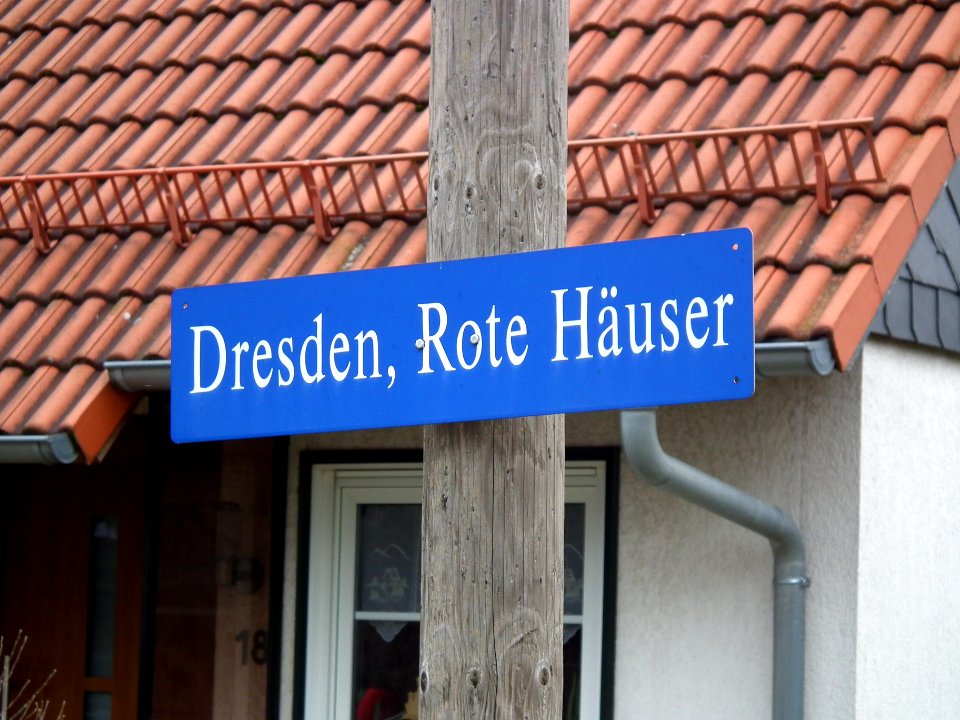 Dresden, Rote Häuser
18